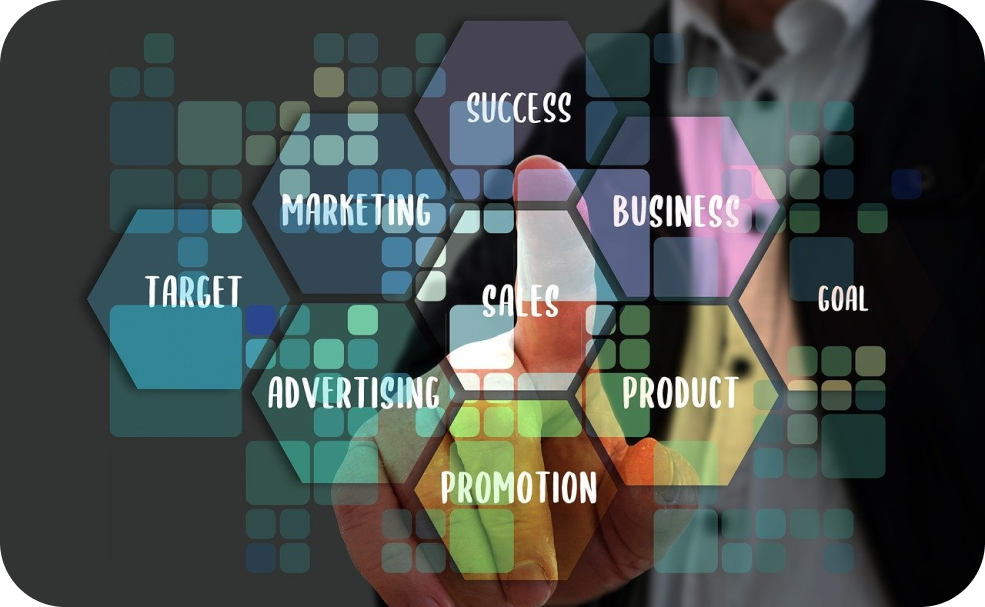 SUCCESS
MARKETING
BUSINESS
TARGET
SALES
GOAL
ADVERTISING
PRODUCT
PROMOTION